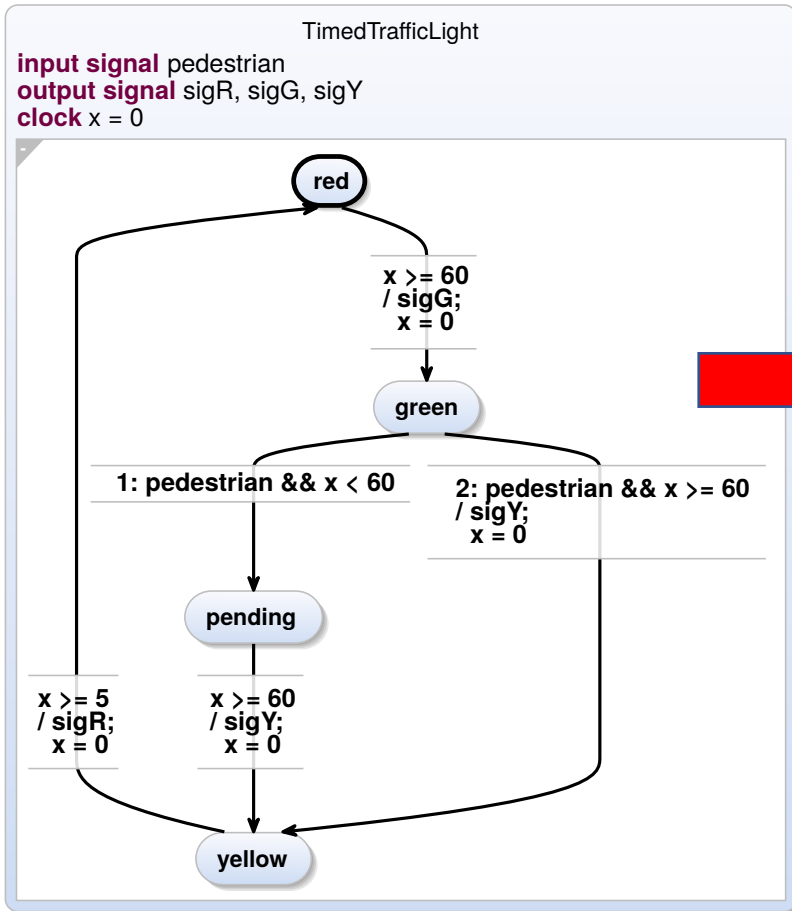 TimedTrafficLight
input signal pedestrian
output signal sigR, sigG, sigY
clock x = 0
-
red
x >= 60
/ sigG;
x = 0
green
1: pedestrian && x < 60
2: pedestrian && x >= 60
/ sigY;
x = 0
pending
x >= 5
/ sigR;
x = 0
x >= 60
/ sigY;
x = 0
yellow